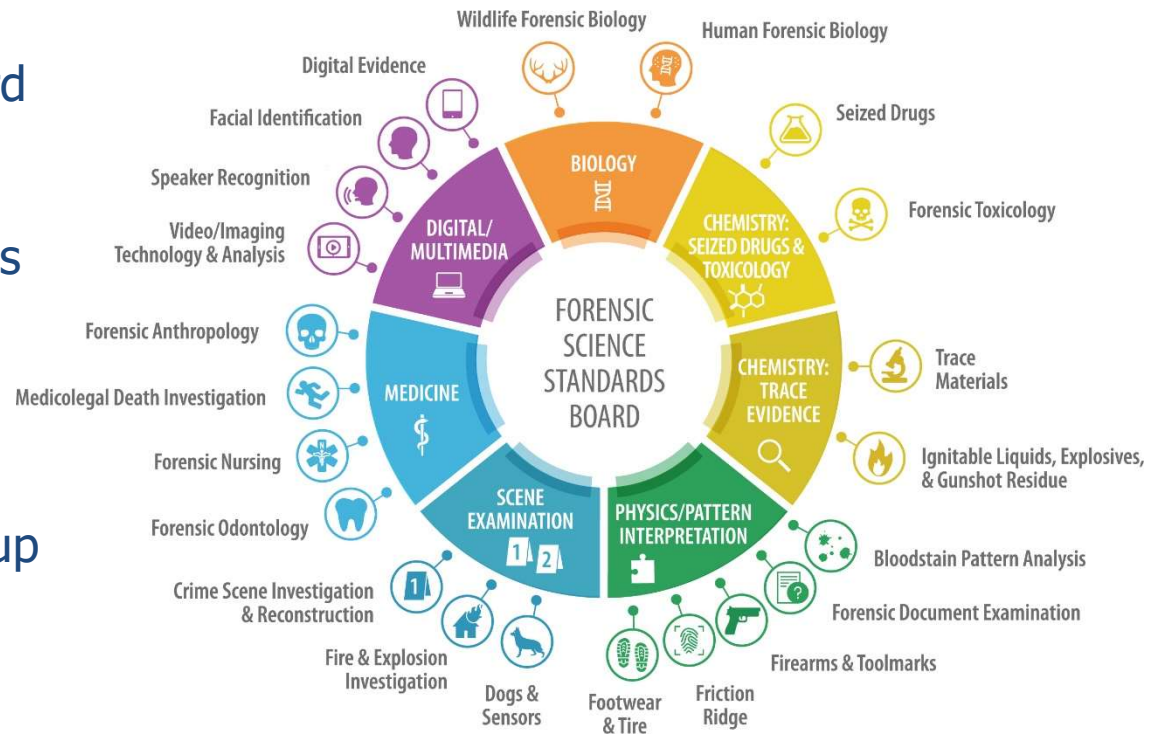 rd
s
up
Wildlife Forensic Biology
Human Forensic Biology
Digital Evidence
Facial Identification
Speaker Recognition
Video/Imaging
Technology & Analysis
Seized Drugs
Forensic Toxicology
BIOLOGY
DIGITAL/
MULTIMEDIA
CHEMISTRY:
SEIZED DRUGS &
TOXICOLOGY
FORENSIC
SCIENCE
STANDARDS
BOARD
Forensic Anthropology
Medicolegal Death Investigation
Forensic Nursing
Forensic Odontology
MEDICINE
CHEMISTRY:
TRACE
EVIDENCE
Trace
Materials
Ignitable Liquids, Explosives,
& Gunshot Residue
SCENE
EXAMINATION
1 2
PHYSICS/PATTERN
INTERPRETATION
Bloodstain Pattern Analysis
Forensic Document Examination
?
Firearms & Toolmarks
Friction
Ridge
Footwear
& Tire
Dogs &
Sensors
Fire & Explosion
Investigation
Crime Scene Investigation
& Reconstruction
1